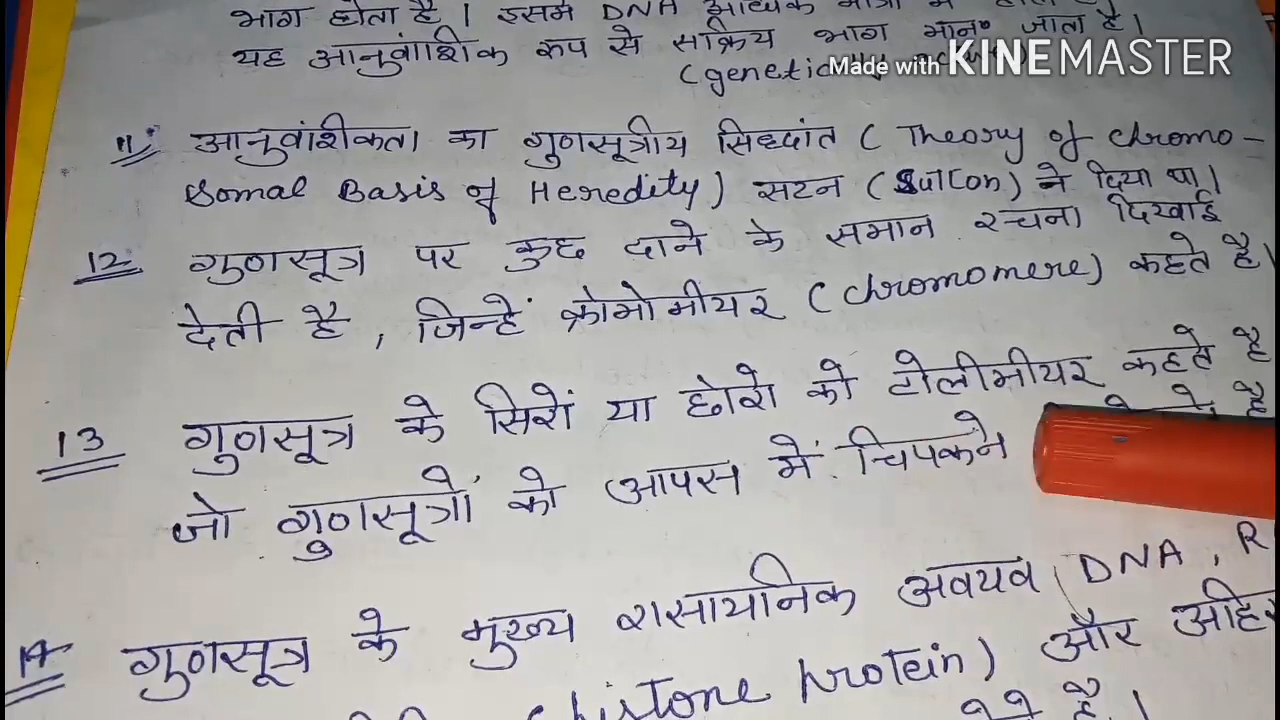 भाग होता है । इसमें DNA अधिक मात्रा में
यह आनुवांशिक रूप से सक्रिय भाग माना जाता है।
(genetic
Made with KINEMASTER
11. आनुवांशीकता का गुणसूत्रीय सिध्दांत ( Theory of chromo-
somal Basis of Heredity) सटन (Sutton) ने दिया था।
12 गुणसूत्र पर कुछ दाने के समान रचना दिखाई
देती है , जिन्हें क्रोमोमीयर (chromomere) कहते है।
13 गुणसूत्र के सिरों या छोरो को टोलीमीयर कहते है
जो गुणसूत्रों को आपस में चिपकने
14 गुणसूत्र के मुख्य रासायनिक अवयव DNA , R
(histone protein) और
है ।